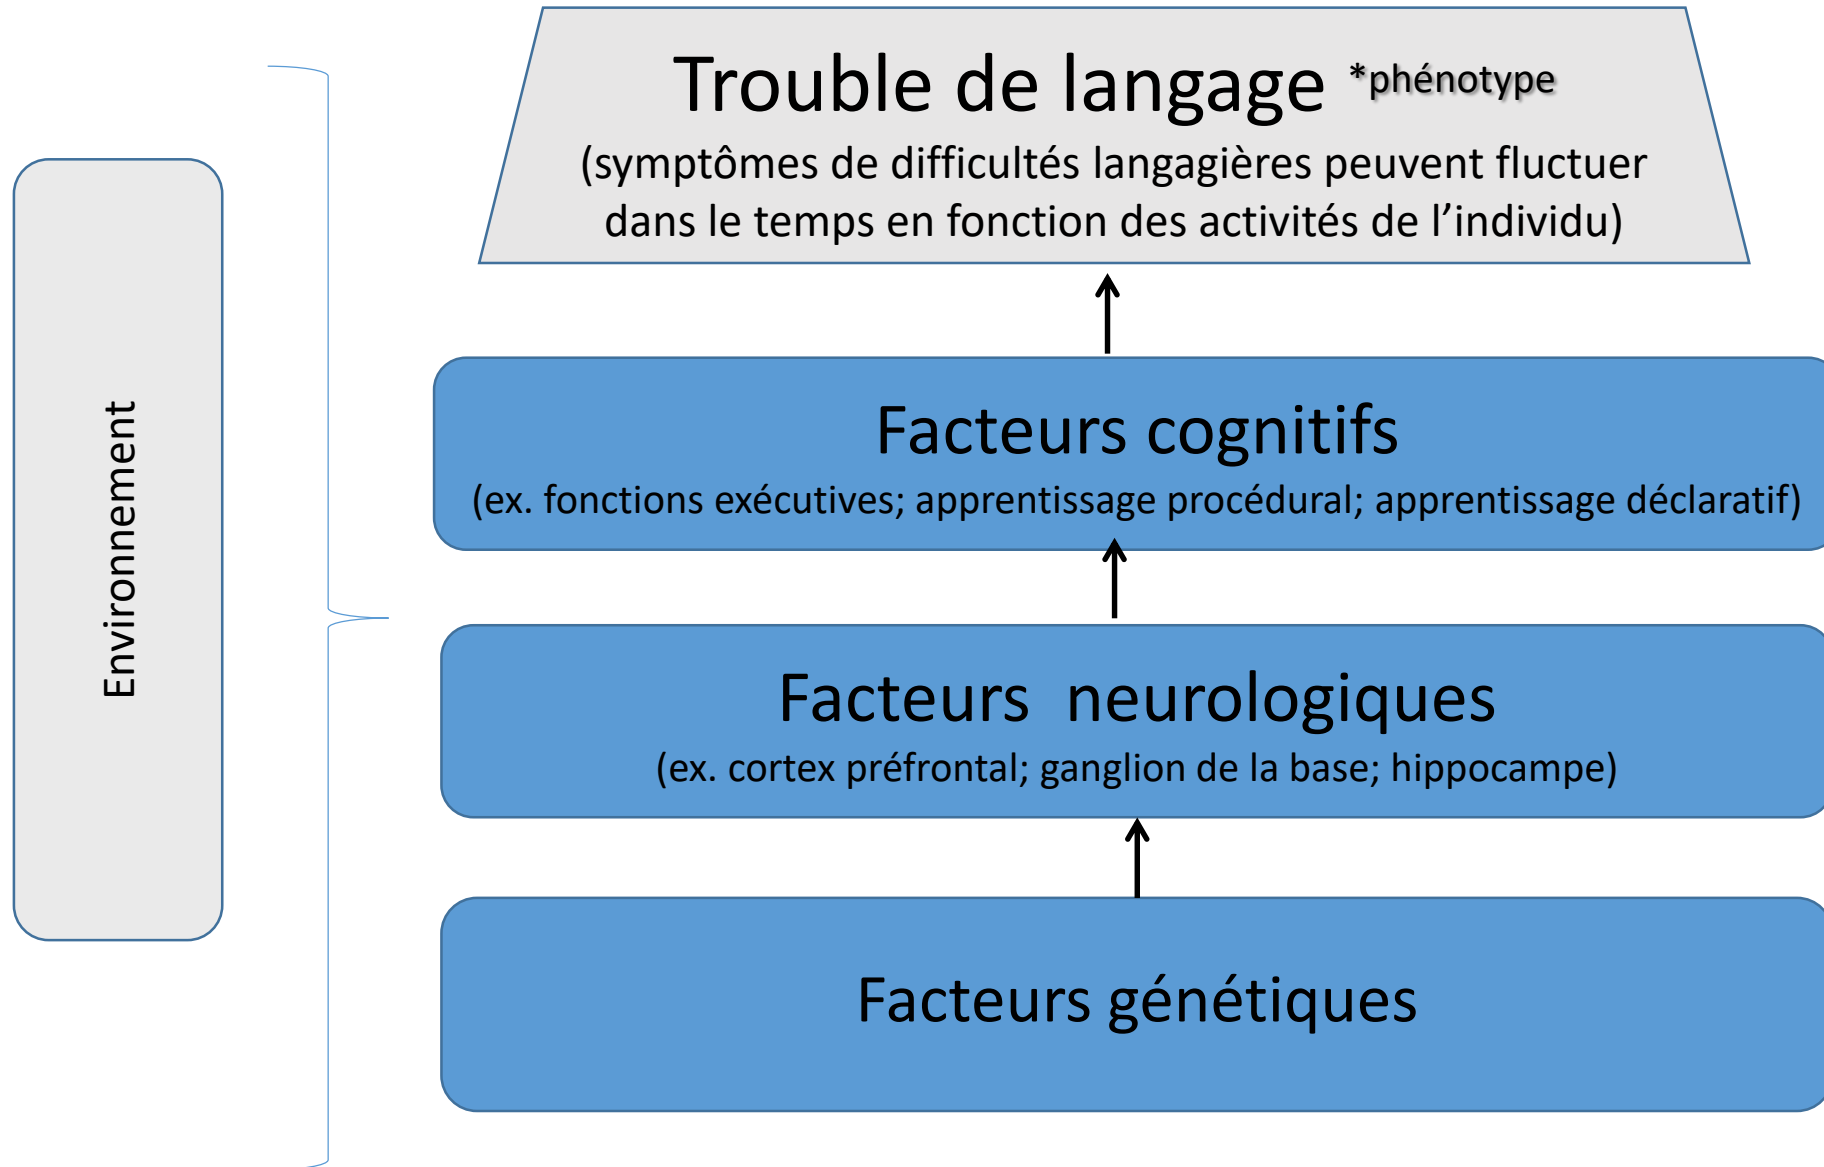 Trouble de langage *phénotype
(symptômes de difficultés langagières peuvent fluctuer
dans le temps en fonction des activités de l’individu)
Environnement
Facteurs cognitifs
(ex. fonctions exécutives; apprentissage procédural; apprentissage déclaratif)
Facteurs neurologiques
(ex. cortex préfrontal; ganglion de la base; hippocampe)
Facteurs génétiques